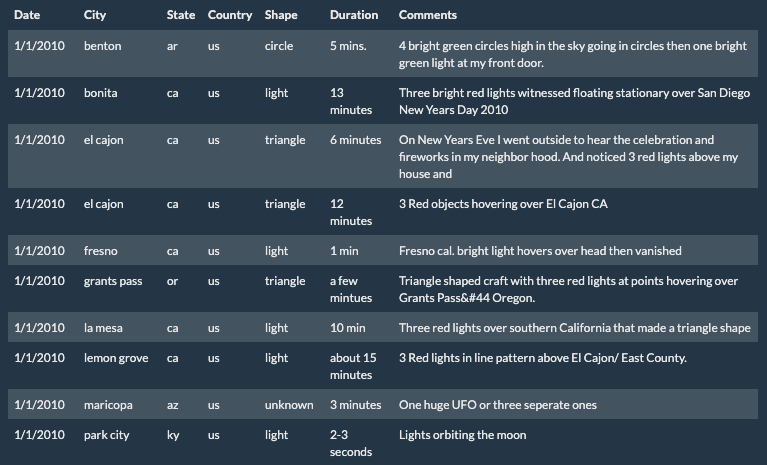 Date City State Country Shape Duration Comments
1/1/2010 benton ar us circle 5 mins. 4 bright green circles high in the sky going in circles then one bright
green light at my front door.
1/1/2010 bonita ca us light 13 Three bright red lights witnessed floating stationary over San Diego
minutes New Years Day 2010
1/1/2010 el cajon ca us triangle 6 minutes On New Years Eve I went outside to hear the celebration and
fireworks in my neighbor hood. And noticed 3 red lights above my
house and
1/1/2010 el cajon ca us triangle 12 3 Red objects hovering over El Cajon CA
minutes
1/1/2010 fresno ca us light 1 min Fresno cal. bright light hovers over head then vanished
1/1/2010 grants pass or us triangle a few Triangle shaped craft with three red lights at points hovering over
mintues Grants Pass&#44 Oregon.
1/1/2010 la mesa ca us light 10 min Three red lights over southern California that made a triangle shape
1/1/2010 lemon grove ca us light about 15 3 Red lights in line pattern above El Cajon/ East County.
minutes
1/1/2010 maricopa az us unknown 3 minutes One huge UFO or three seperate ones
1/1/2010 park city ky us light 2-3 Lights orbiting the moon
seconds